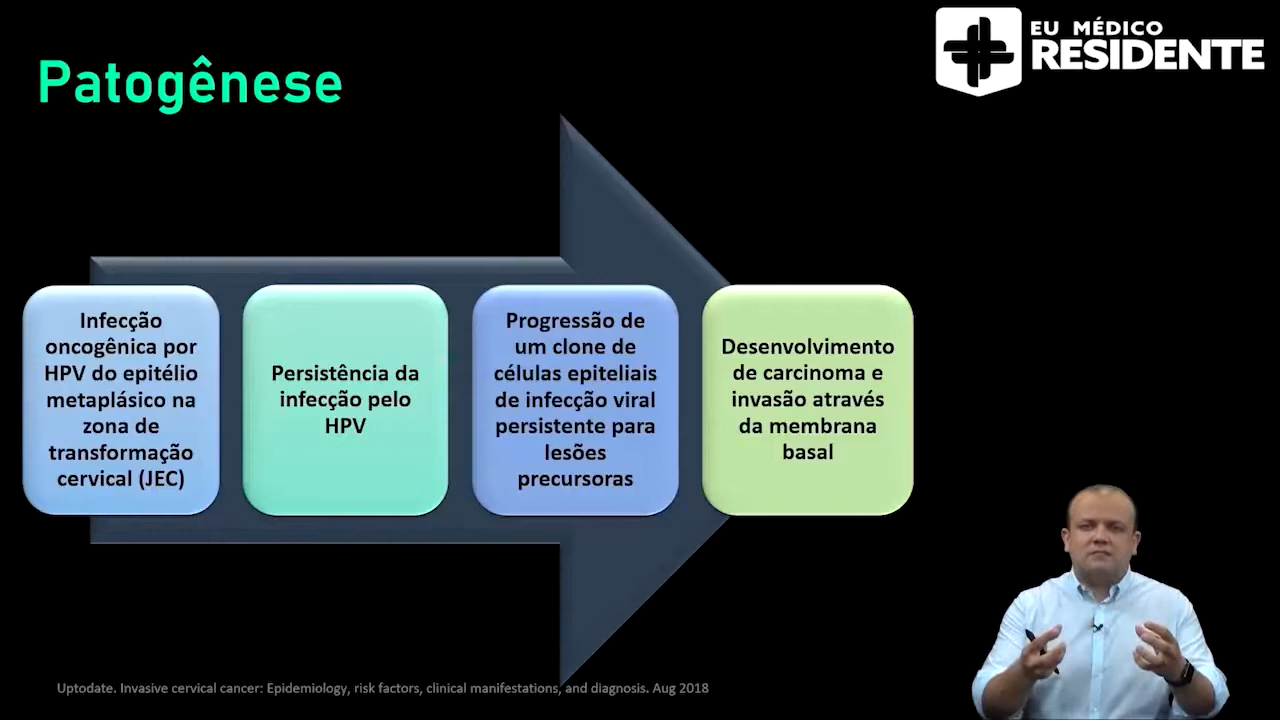 EU MÉDICO
RESIDENTE
Patogênese
Infecção
oncogênica por
HPV do epitélio
metaplásico na
zona de
transformação
cervical (JEC)
Persistência da
infecção pelo
HPV
Progressão de
um clone de
células epiteliais
de infecção viral
persistente para
lesões
precursoras
Desenvolvimento
de carcinoma e
invasão através
da membrana
basal
Uptodate. Invasive cervical cancer: Epidemiology, risk factors, clinical manifestations, and diagnosis. Aug 2018